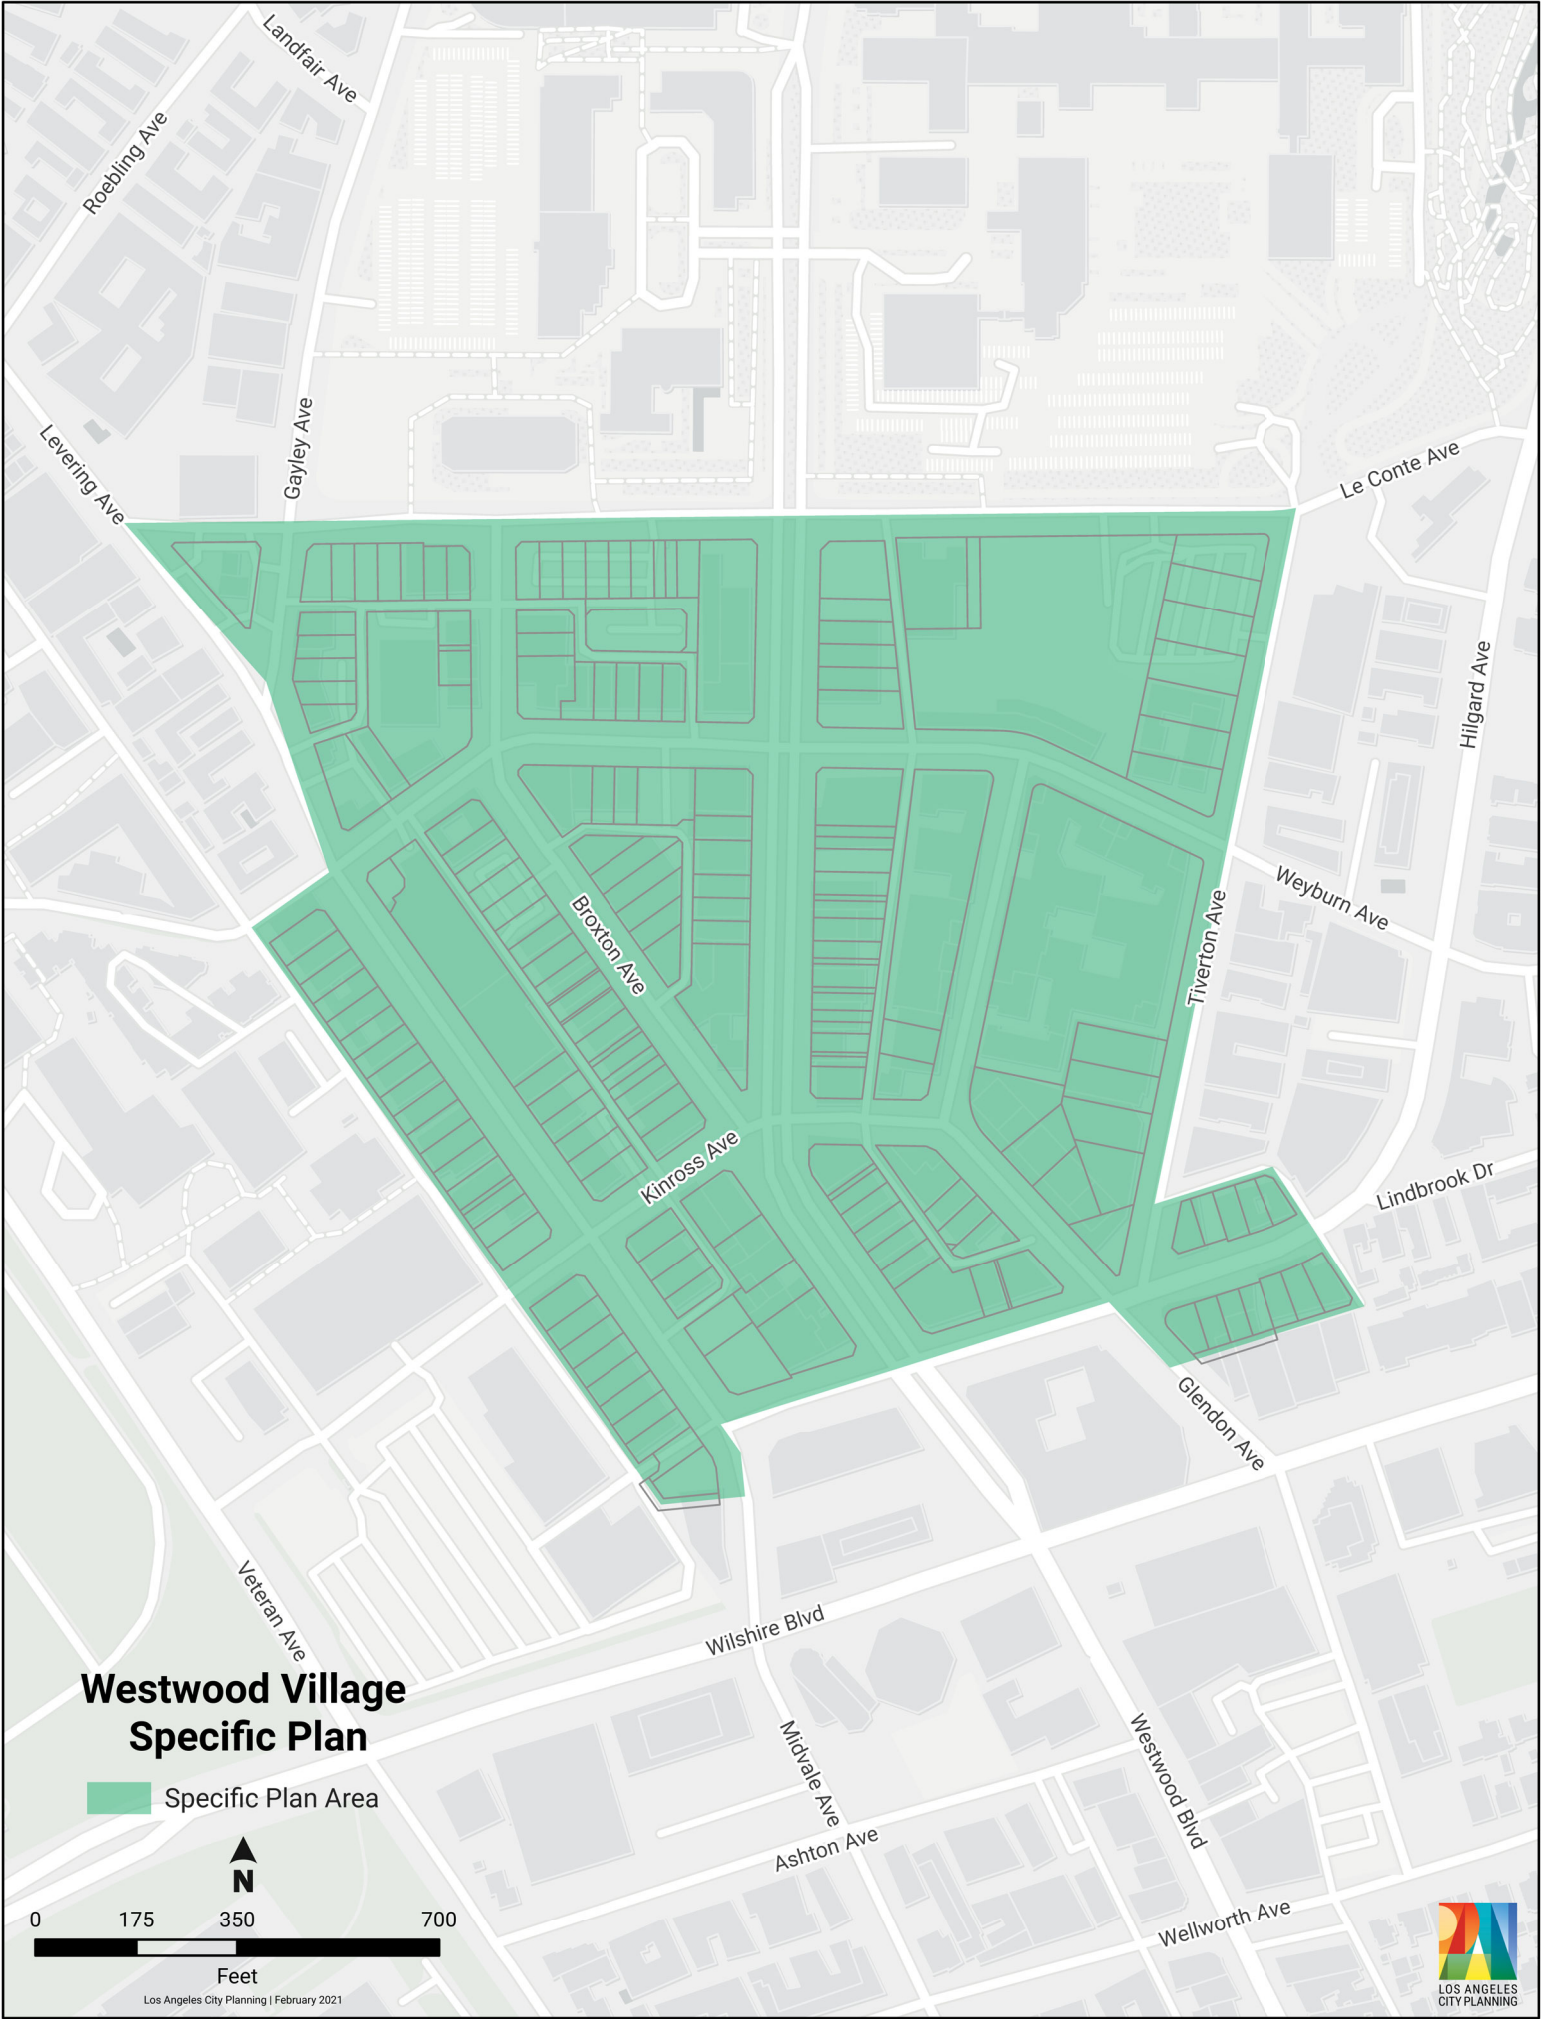 Landfair Ave
Roebling Ave
Levering Ave
Gayley Ave
Le Conte Ave
Hilgard Ave
Weyburn Ave
Broxton Ave
Tiverton Ave
Kinross Ave
Lindbrook Dr
Glendon Ave
Veteran Ave
Wilshire Blvd
Midvale Ave
Westwood Blvd
Ashton Ave
Wellworth Ave
Westwood Village
Specific Plan
Specific Plan Area
N
0 175 350 700
Feet
Los Angeles City Planning | February 2021
LOS ANGELES
CITY PLANNING